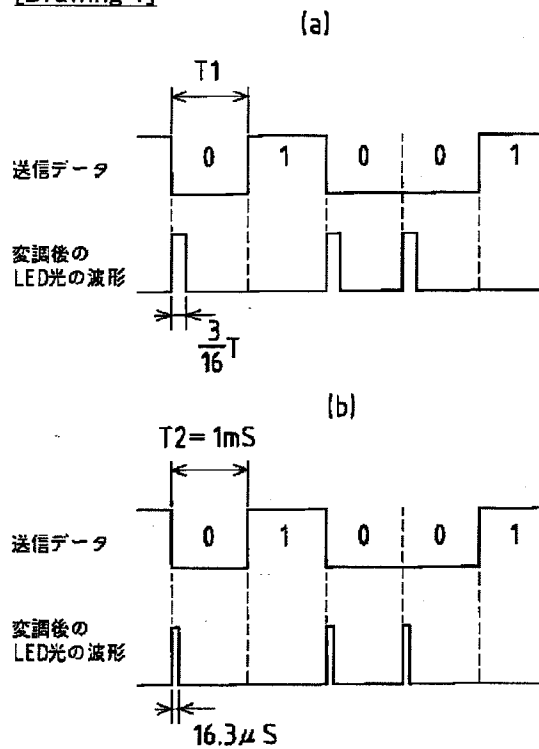 [Drawing 1]
(a)
T1
送信データ 0 1 0 0 1
変調後の
LED光の波形
3/16 T
(b)
T2=1mS
送信データ 0 1 0 0 1
変調後の
LED光の波形
16.3μS